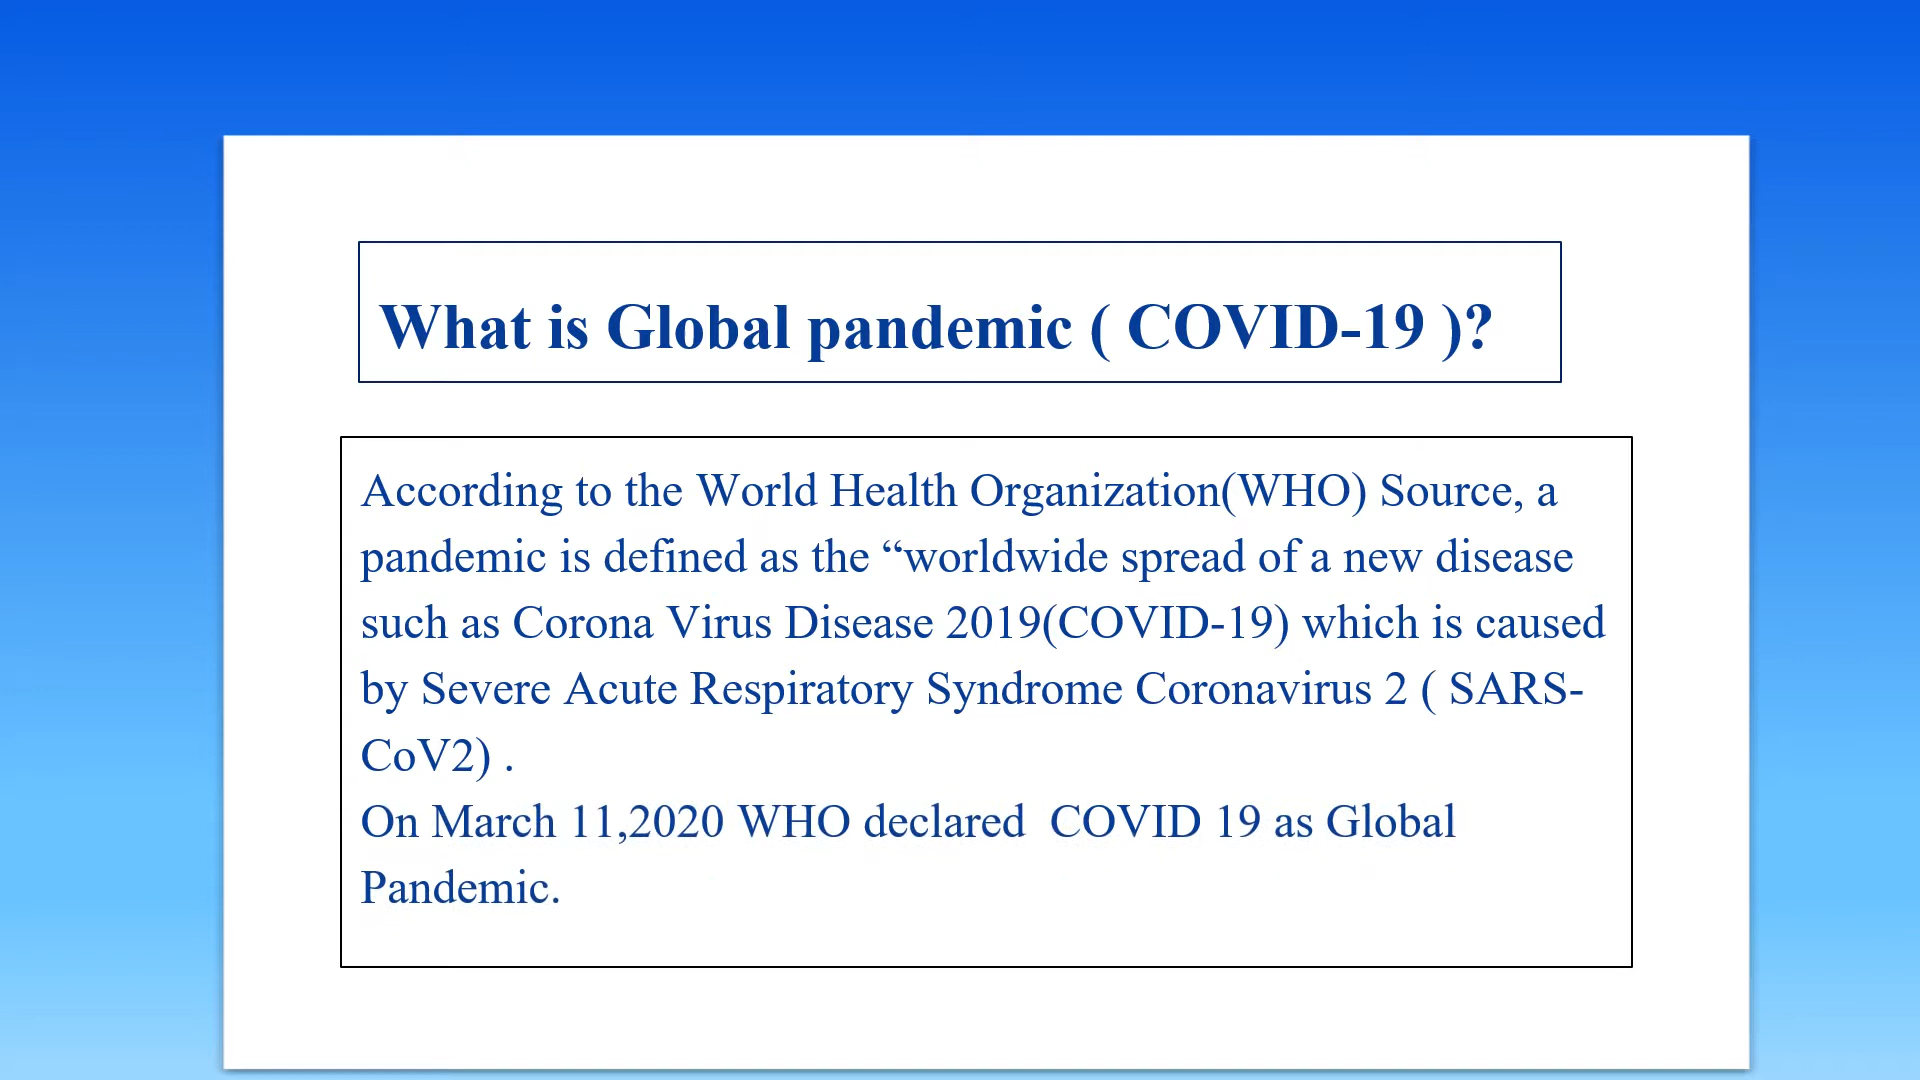 What is Global pandemic ( COVID-19 )?
According to the World Health Organization(WHO) Source, a
pandemic is defined as the “worldwide spread of a new disease
such as Corona Virus Disease 2019(COVID-19) which is caused
by Severe Acute Respiratory Syndrome Coronavirus 2 ( SARS-
CoV2) .
On March 11,2020 WHO declared  COVID 19 as Global
Pandemic.